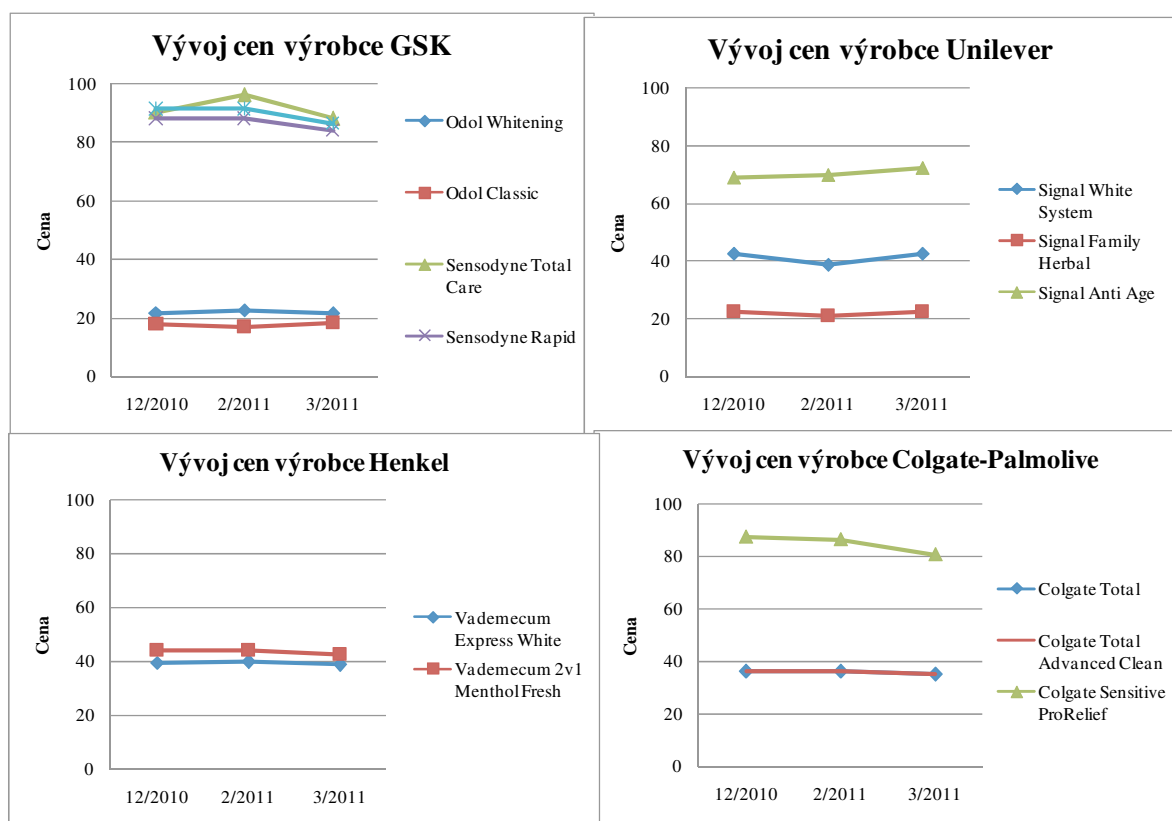 Vývoj cen výrobce GSK
100
80
60
40
20
0
Cena
12/2010
2/2011
3/2011
Odol Whitening
Odol Classic
Sensodyne Total
Care
Sensodyne Rapid
Vývoj cen výrobce Unilever
100
80
60
40
20
0
Cena
12/2010
2/2011
3/2011
Signal White
System
Signal Family
Herbal
Signal Anti Age
Vývoj cen výrobce Henkel
100
80
60
40
20
0
Cena
12/2010
2/2011
3/2011
Vademecum
Express White
Vademecum 2v1
Menthol Fresh
Vývoj cen výrobce Colgate-Palmolive
100
80
60
40
20
0
Cena
12/2010
2/2011
3/2011
Colgate Total
Colgate Total
Advanced Clean
Colgate Sensitive
ProRelief